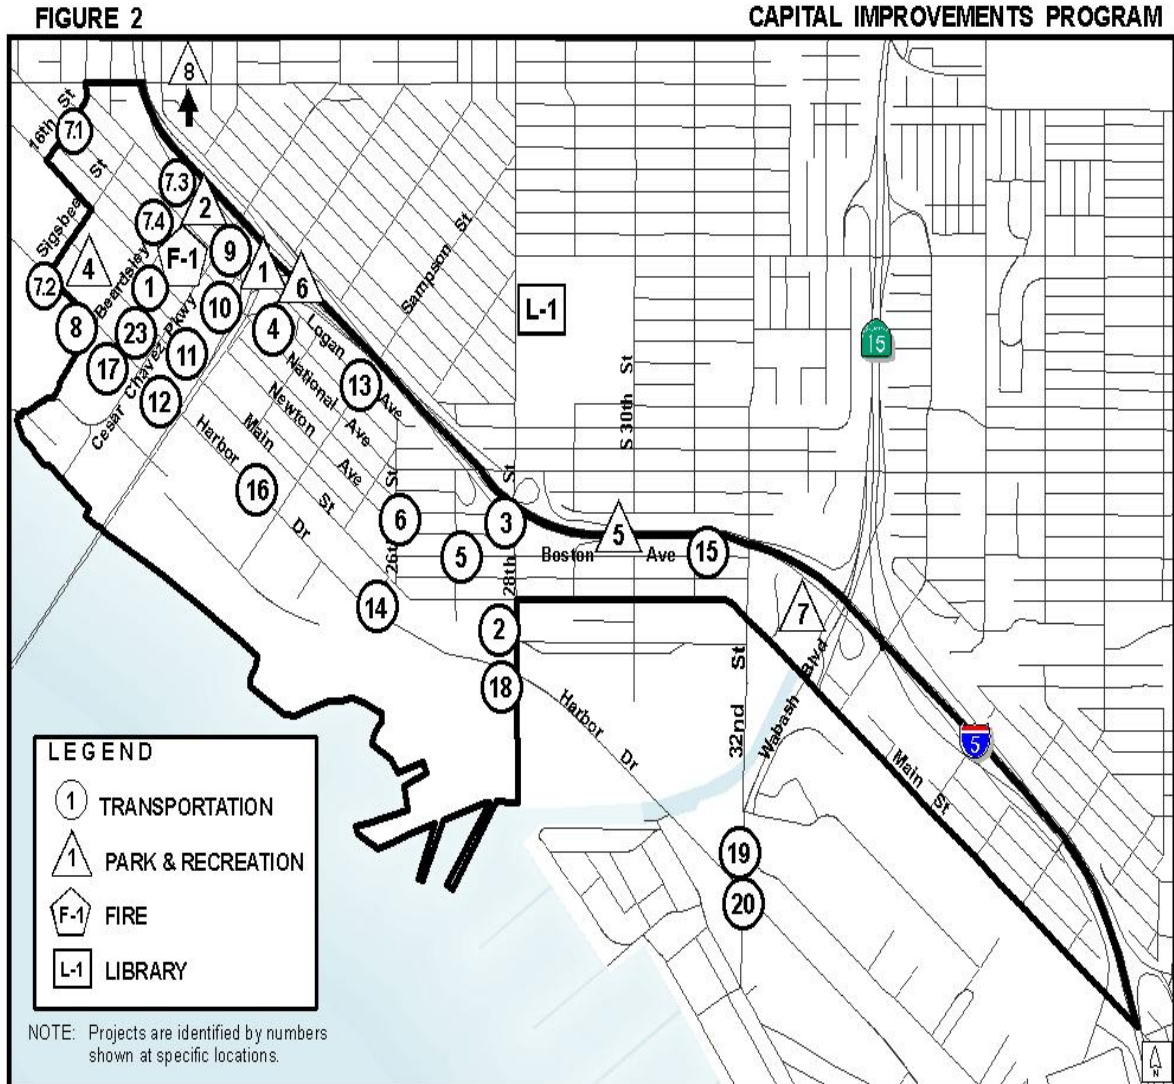 FIGURE 2
CAPITAL IMPROVEMENTS PROGRAM
8
16th St
7.1
Sigsbee St
7.3
2
7.4
Beardsley
F-1
9
4
1
6
7.2
1
10
Sampson St
L-1
8
23
Cesar Chavez Pkwy
11
4
Logan Ave
15
17
National Ave
13
12
Newton Ave
S 30th St
Main St
Harbor Dr
16
26th St
6
28th St
3
5
5
Boston Ave
15
14
2
7
18
Harbor Dr
32nd St
Wabash Blvd
5
Main St
19
20
LEGEND
1 TRANSPORTATION
1 PARK & RECREATION
F-1 FIRE
L-1 LIBRARY
NOTE: Projects are identified by numbers
shown at specific locations.
N